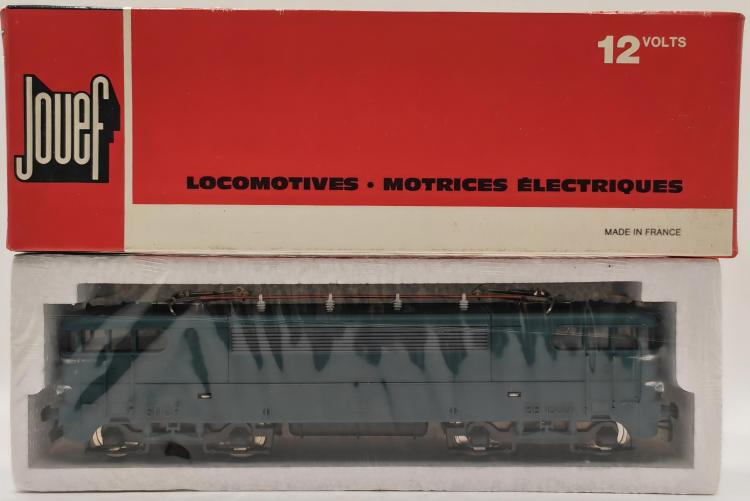 12 VOLTS
Jouef
LOCOMOTIVES • MOTRICES ÉLECTRIQUES
MADE IN FRANCE